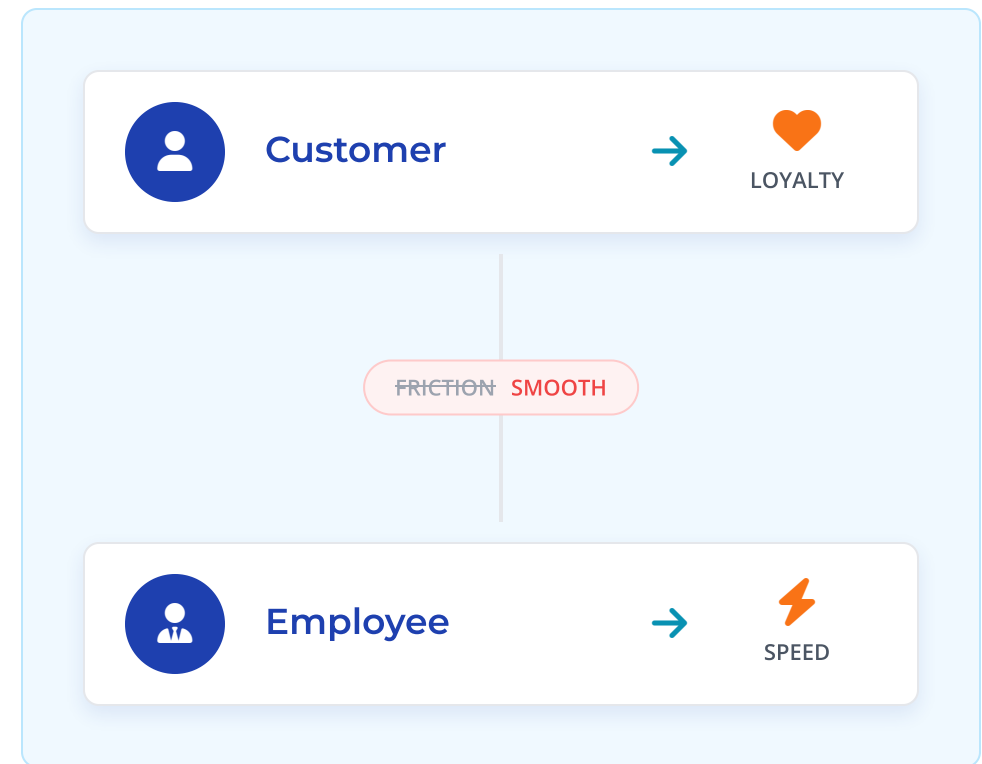 Customer
LOYALTY
FRICTION SMOOTH
Employee
SPEED